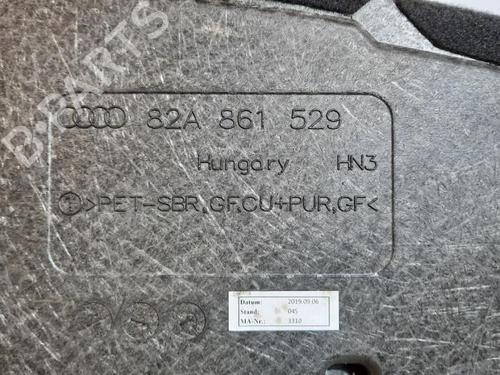 B-PARTS
82A 861 529
Hungary HN3
1 >PET-SBR,GF,CU+PUR,GF<
Datum: 2019.09.06
Stand: 045
MA-Nr.: 3310